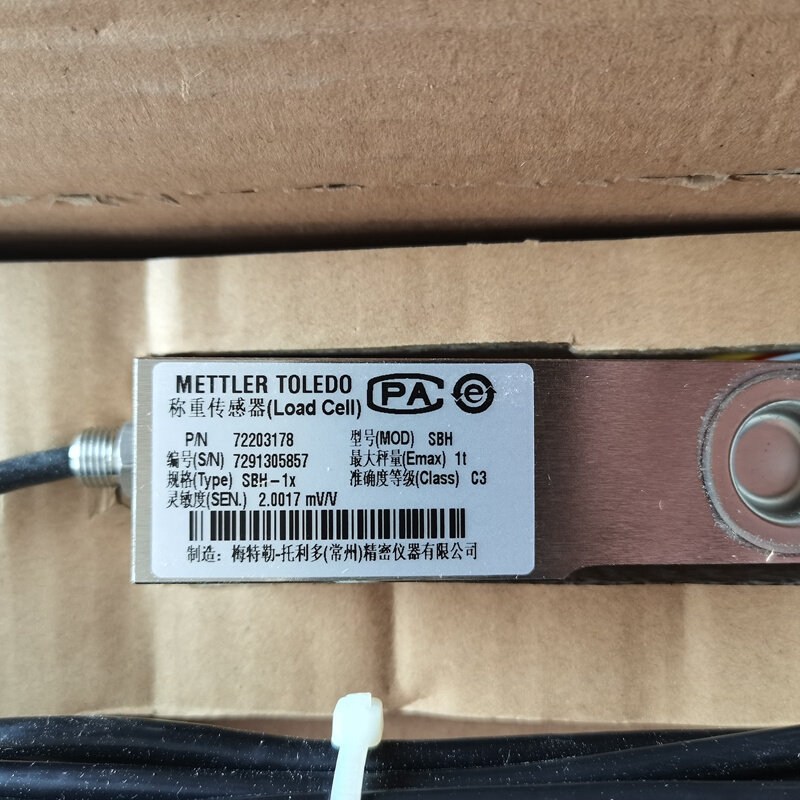 METTLER TOLEDO PA e
称重传感器(Load Cell)
P/N 72203178 型号(MOD) SBH
编号(S/N) 7291305857 最大秤量(Emax) 1t
规格(Type) SBH-1x 准确度等级(Class) C3
灵敏度(SEN.) 2.0017 mV/V
制造：梅特勒-托利多(常州)精密仪器有限公司